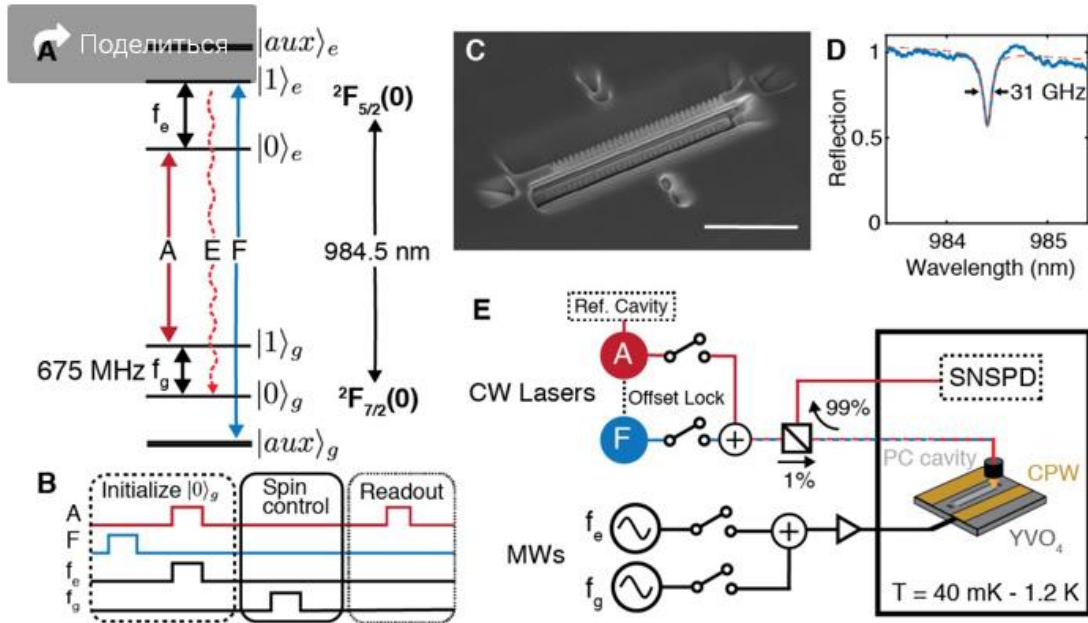 A
Поделиться
|aux⟩e
|1⟩e
²F5/2(0)
fe
|0⟩e
A E F
984.5 nm
|1⟩g
675 MHz fg
|0⟩g
²F7/2(0)
|aux⟩g
B
Initialize |0⟩g
Spin control
Readout
A
F
fe
fg
C
D
1
0.5
0
Reflection
31 GHz
984 985
Wavelength (nm)
E
Ref. Cavity
A
CW Lasers
Offset Lock
F
99%
1%
SNSPD
PC cavity
CPW
YVO4
fe
MWs
fg
T = 40 mK - 1.2 K